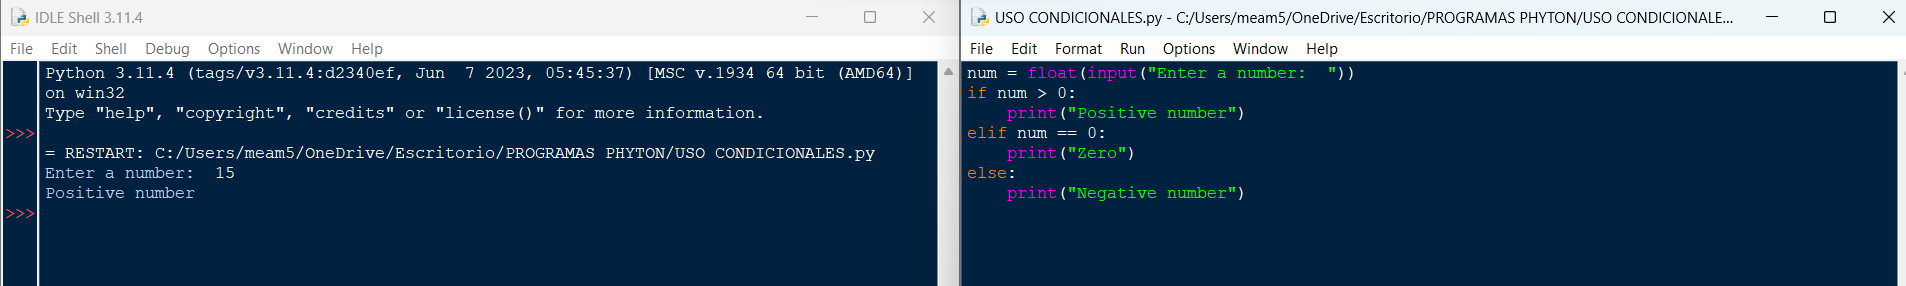 IDLE Shell 3.11.4
File Edit Shell Debug Options Window Help
Python 3.11.4 (tags/v3.11.4:d2340ef, Jun  7 2023, 05:45:37) [MSC v.1934 64 bit (AMD64)]
on win32
Type "help", "copyright", "credits" or "license()" for more information.
>>>
= RESTART: C:/Users/meam5/OneDrive/Escritorio/PROGRAMAS PHYTON/USO CONDICIONALES.py
Enter a number:  15
Positive number
>>>
USO CONDICIONALES.py - C:/Users/meam5/OneDrive/Escritorio/PROGRAMAS PHYTON/USO CONDICIONALE...
File Edit Format Run Options Window Help
num = float(input("Enter a number:  "))
if num > 0:
    print("Positive number")
elif num == 0:
    print("Zero")
else:
    print("Negative number")